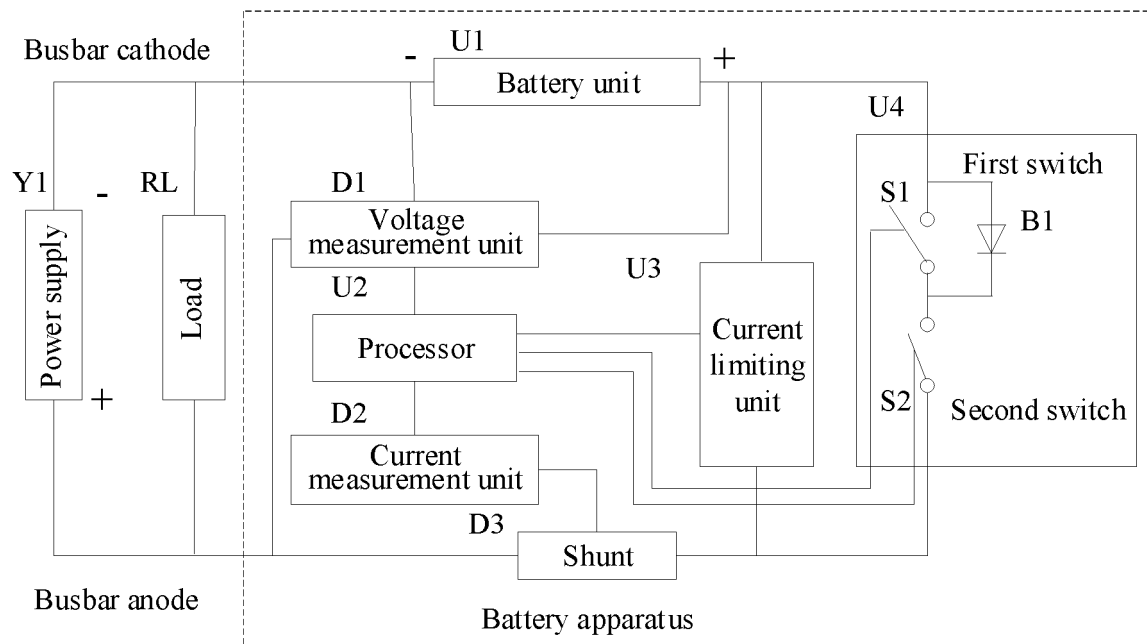 Busbar cathode
U1
-
+
Battery unit
U4
First switch
Y1
-
RL
D1
S1
B1
Voltage
measurement unit
Power supply
Load
U2
U3
Processor
Current
limiting
unit
+
D2
S2
Second switch
Current
measurement unit
D3
Shunt
Busbar anode
Battery apparatus